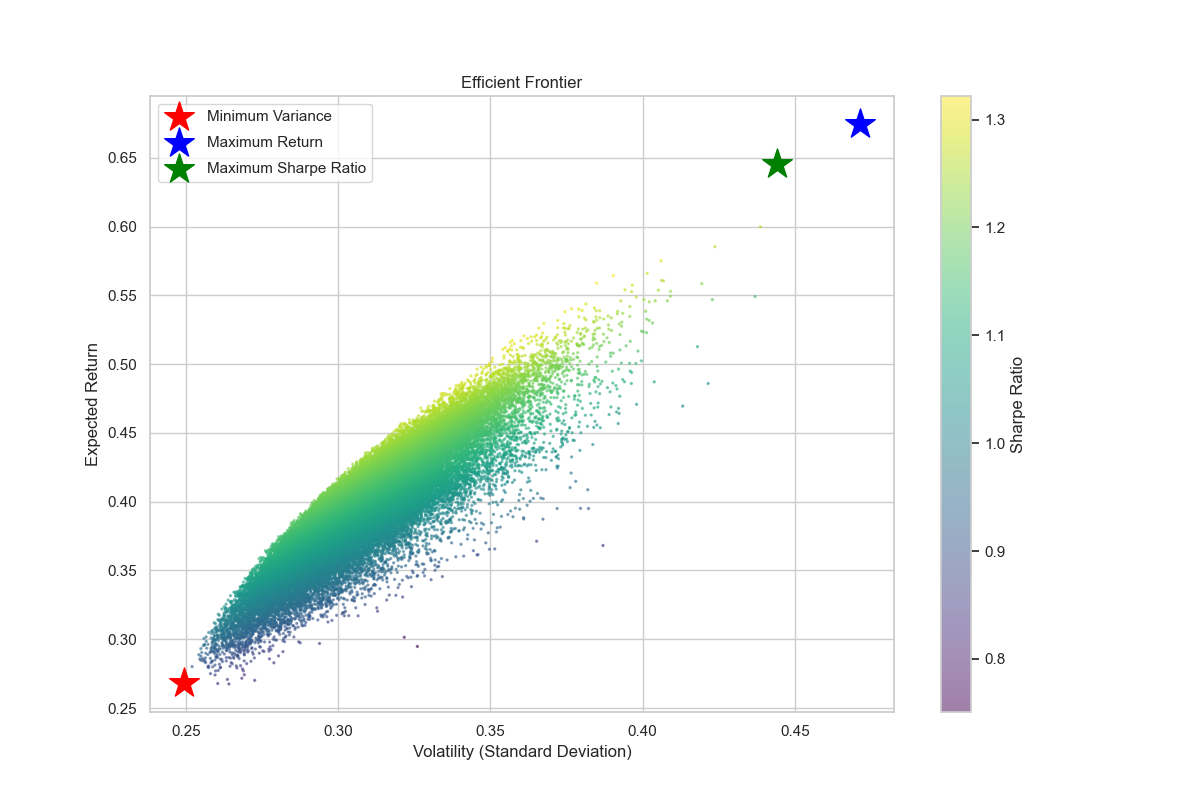 Efficient Frontier
Minimum Variance
Maximum Return
Maximum Sharpe Ratio
0.65
0.60
0.55
0.50
0.45
0.40
0.35
0.30
0.25
Expected Return
0.25 0.30 0.35 0.40 0.45
Volatility (Standard Deviation)
1.3
1.2
1.1
1.0
0.9
0.8
Sharpe Ratio